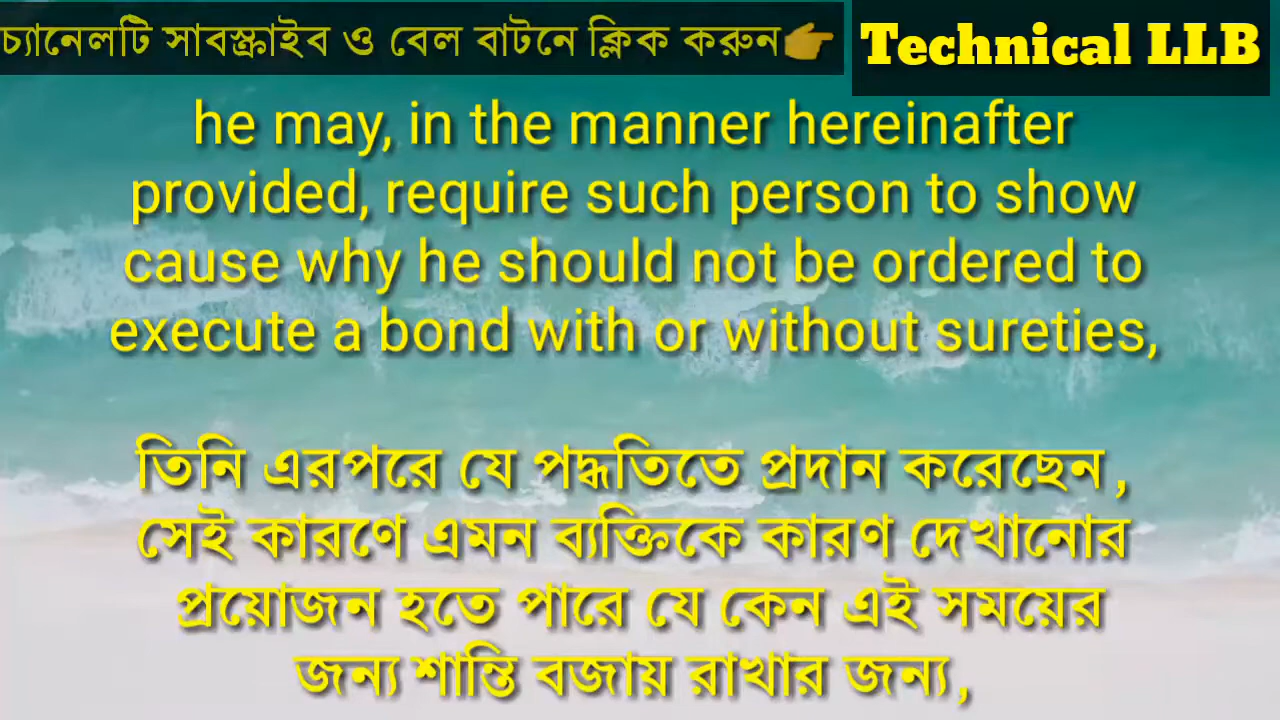 চ্যানেলটি সাবস্ক্রাইব ও বেল বাটনে ক্লিক করুন👉
Technical LLB
he may, in the manner hereinafter
provided, require such person to show
cause why he should not be ordered to
execute a bond with or without sureties,
তিনি এরপরে যে পদ্ধতিতে প্রদান করেছেন,
সেই কারণে এমন ব্যক্তিকে কারণ দেখানোর
প্রয়োজন হতে পারে যে কেন এই সময়ের
জন্য শান্তি বজায় রাখার জন্য,